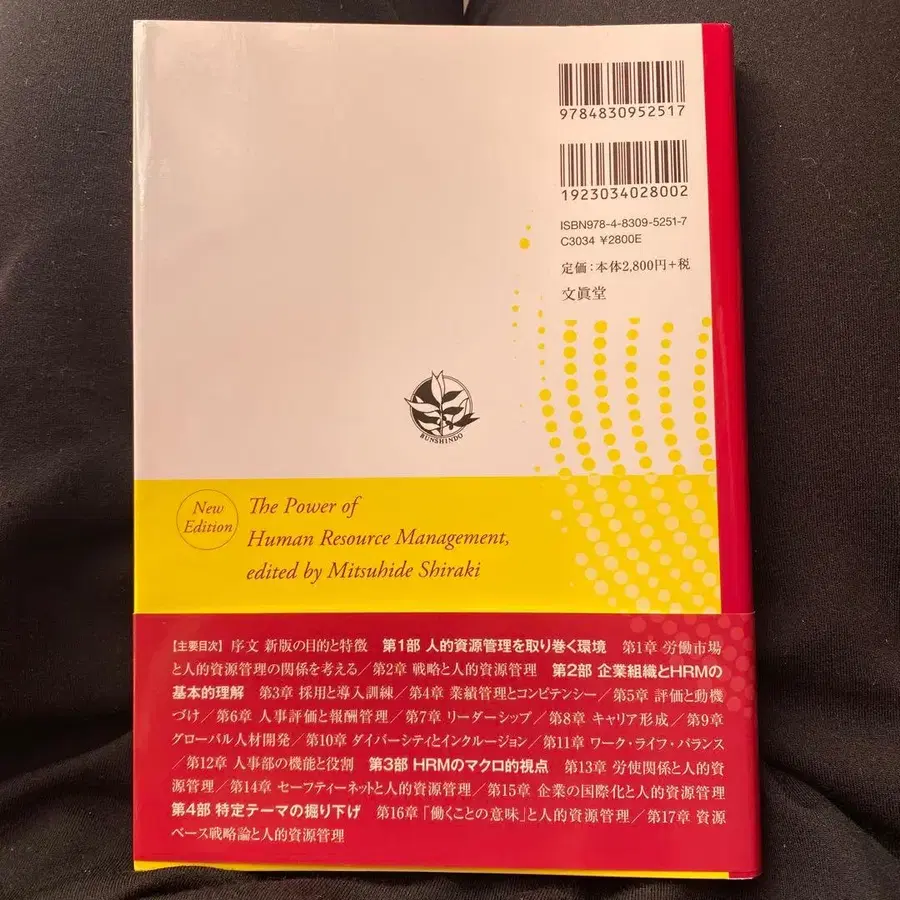 9784830952517
1923034028002
ISBN978-4-8309-5251-7
C3034 ¥2800E
定価：本体2,800円+税
文眞堂
BUNSHINDO
New
Edition
The Power of
Human Resource Management,
edited by Mitsuhide Shiraki
【主要目次】序文 新版の目的と特徴 第1部 人的資源管理を取り巻く環境 第1章 労働市場
と人的資源管理の関係を考える／第2章 戦略と人的資源管理 第2部 企業組織とHRMの
基本的理解 第3章 採用と導入訓練／第4章 業績管理とコンピテンシー／第5章 評価と動機
づけ／第6章 人事評価と報酬管理／第7章 リーダーシップ／第8章 キャリア形成／第9章
グローバル人材開発／第10章 ダイバーシティとインクルージョン／第11章 ワーク・ライフ・バランス
／第12章 人事部の機能と役割 第3部 HRMのマクロ的視点 第13章 労使関係と人的資
源管理／第14章 セーフティーネットと人的資源管理／第15章 企業の国際化と人的資源管理
第4部 特定テーマの掘り下げ 第16章「働くことの意味」と人的資源管理／第17章 資源
ベース戦略論と人的資源管理